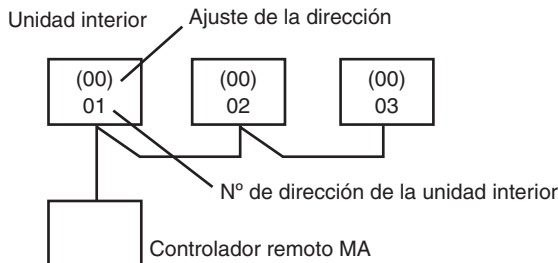 Unidad interior
Ajuste de la dirección
(00)
01
(00)
02
(00)
03
Nº de dirección de la unidad interior
Controlador remoto MA